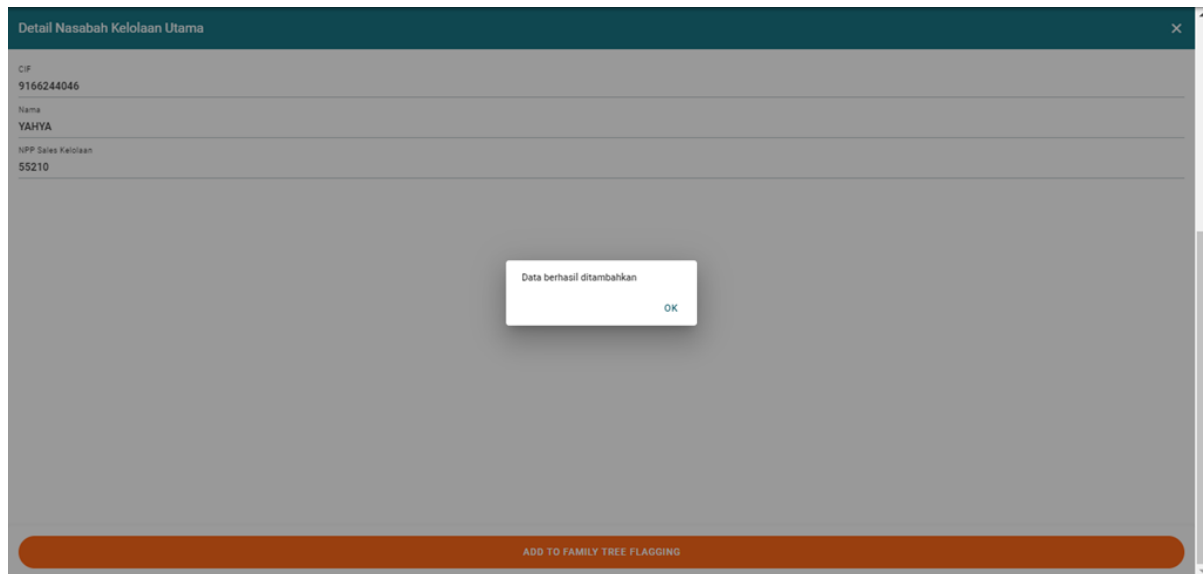 Detail Nasabah Kelolaan Utama
CIF
9166244046
Nama
YAHYA
NPP Sales Kelolaan
55210
Data berhasil ditambahkan
OK
ADD TO FAMILY TREE FLAGGING